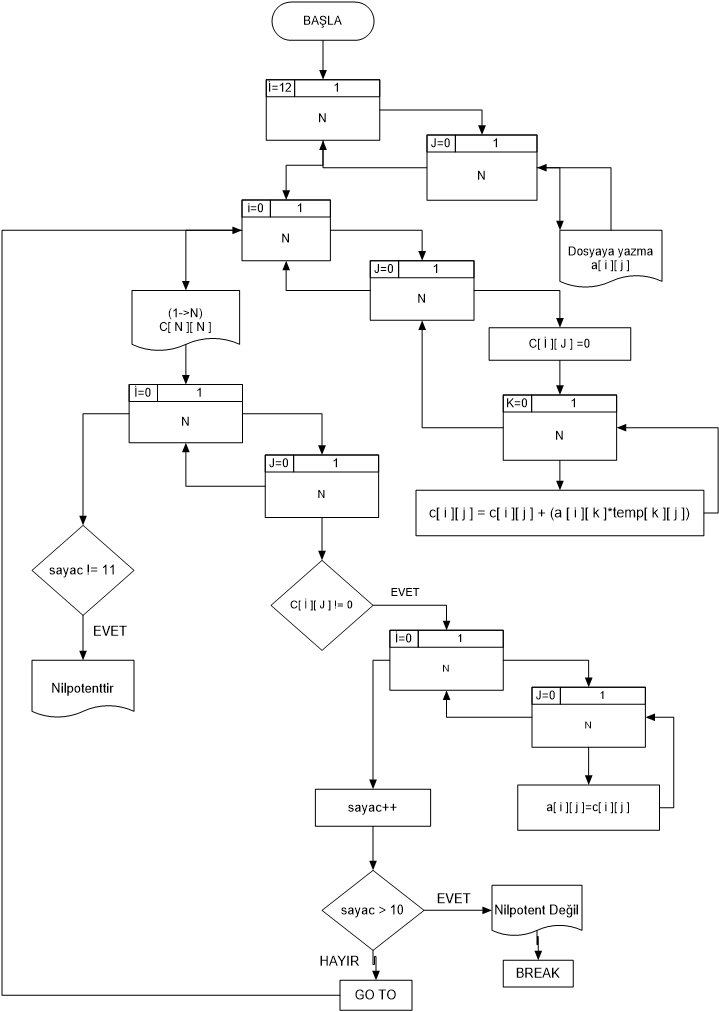 BAŞLA
İ=12 1
N
J=0 1
N
Dosyaya yazma
a[ i ][ j ]
i=0 1
N
J=0 1
N
(1->N)
C[ N ][ N ]
C[ İ ][ J ] =0
İ=0 1
N
K=0 1
N
J=0 1
N
c[ i ][ j ] = c[ i ][ j ] + (a [ i ][ k ]*temp[ k ][ j ])
sayac != 11
C[ İ ][ J ] != 0
EVET
EVET
İ=0 1
N
Nilpotenttir
J=0 1
N
sayac++
a[ i ][ j ]=c[ i ][ j ]
sayac > 10
EVET
Nilpotent Değil
HAYIR
BREAK
GO TO